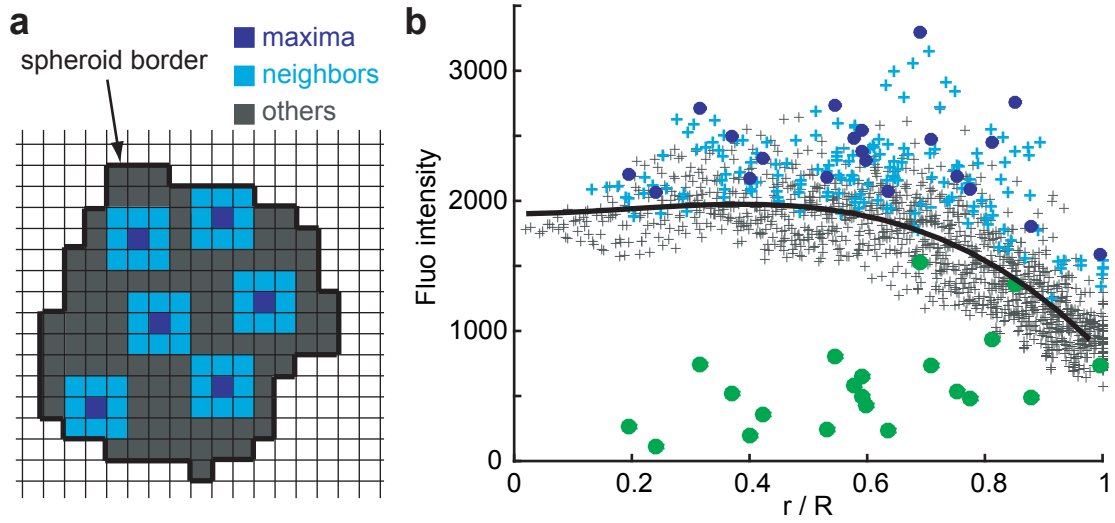 a
spheroid border
maxima
neighbors
others
b
Fluo intensity
3000
2000
1000
0
0
0.2
0.4
0.6
0.8
1
r / R